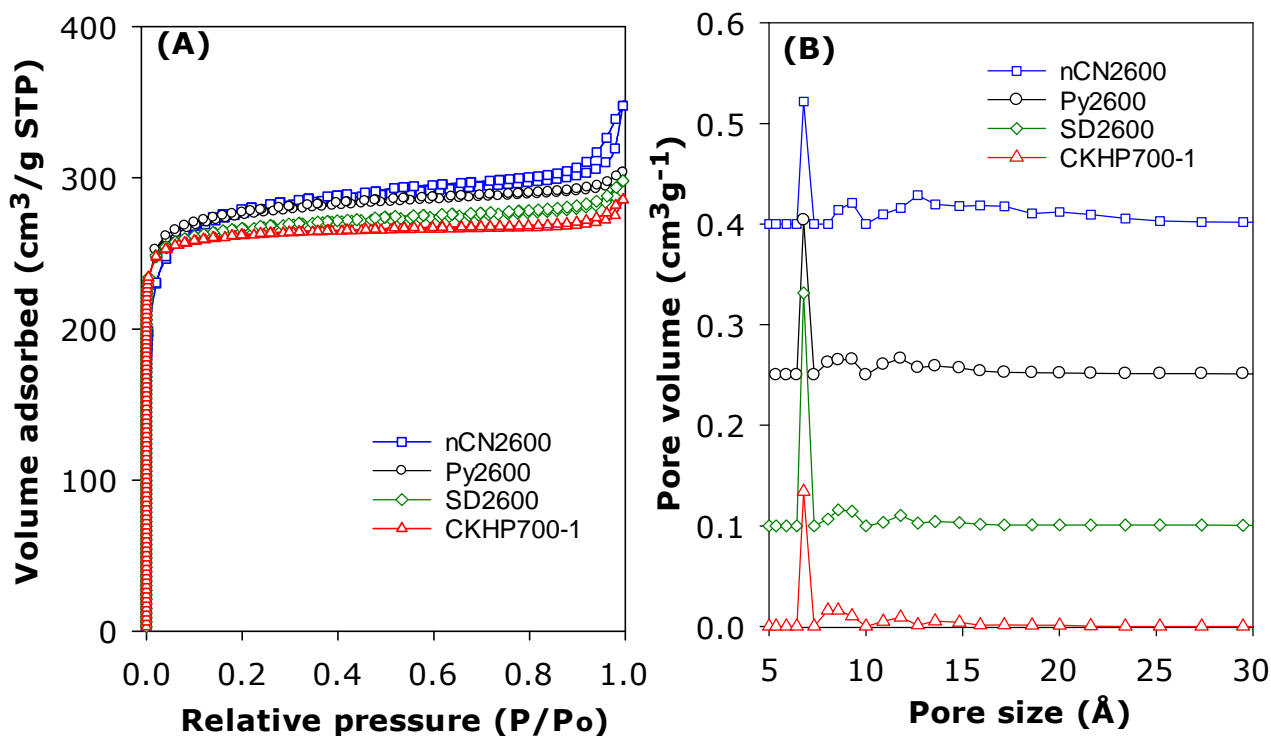 (A)
Volume adsorbed (cm³/g STP)
400
300
200
100
0
nCN2600
Py2600
SD2600
CKHP700-1
0.0 0.2 0.4 0.6 0.8 1.0
Relative pressure (P/Po)
(B)
Pore volume (cm³g⁻¹)
0.6
0.5
0.4
0.3
0.2
0.1
0.0
nCN2600
Py2600
SD2600
CKHP700-1
5 10 15 20 25 30
Pore size (Å)